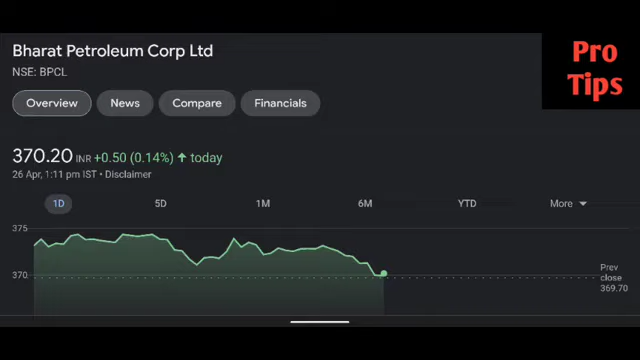 Bharat Petroleum Corp Ltd
NSE: BPCL
Pro
Tips
Overview
News
Compare
Financials
370.20 INR +0.50 (0.14%) ↑ today
26 Apr, 1:11 pm IST • Disclaimer
1D
5D
1M
6M
YTD
More
375
370
Prev
close
369.70